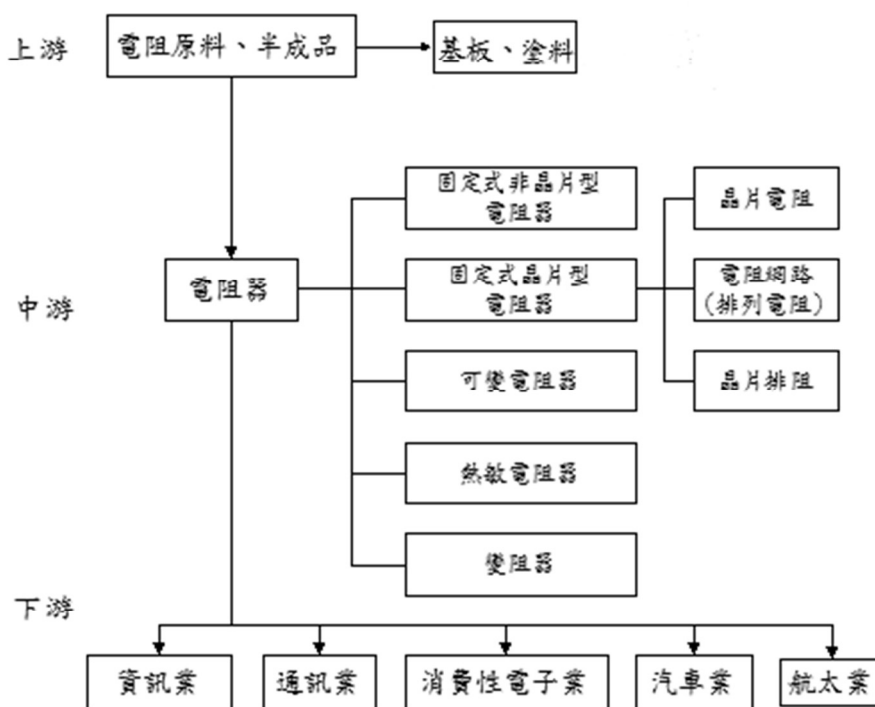 上游
電阻原料、半成品
基板、塗料
固定式非晶片型
電阻器
晶片電阻
中游
電阻器
固定式晶片型
電阻器
電阻網路
(排列電阻)
可變電阻器
晶片排阻
熱敏電阻器
變阻器
下游
資訊業
通訊業
消費性電子業
汽車業
航太業